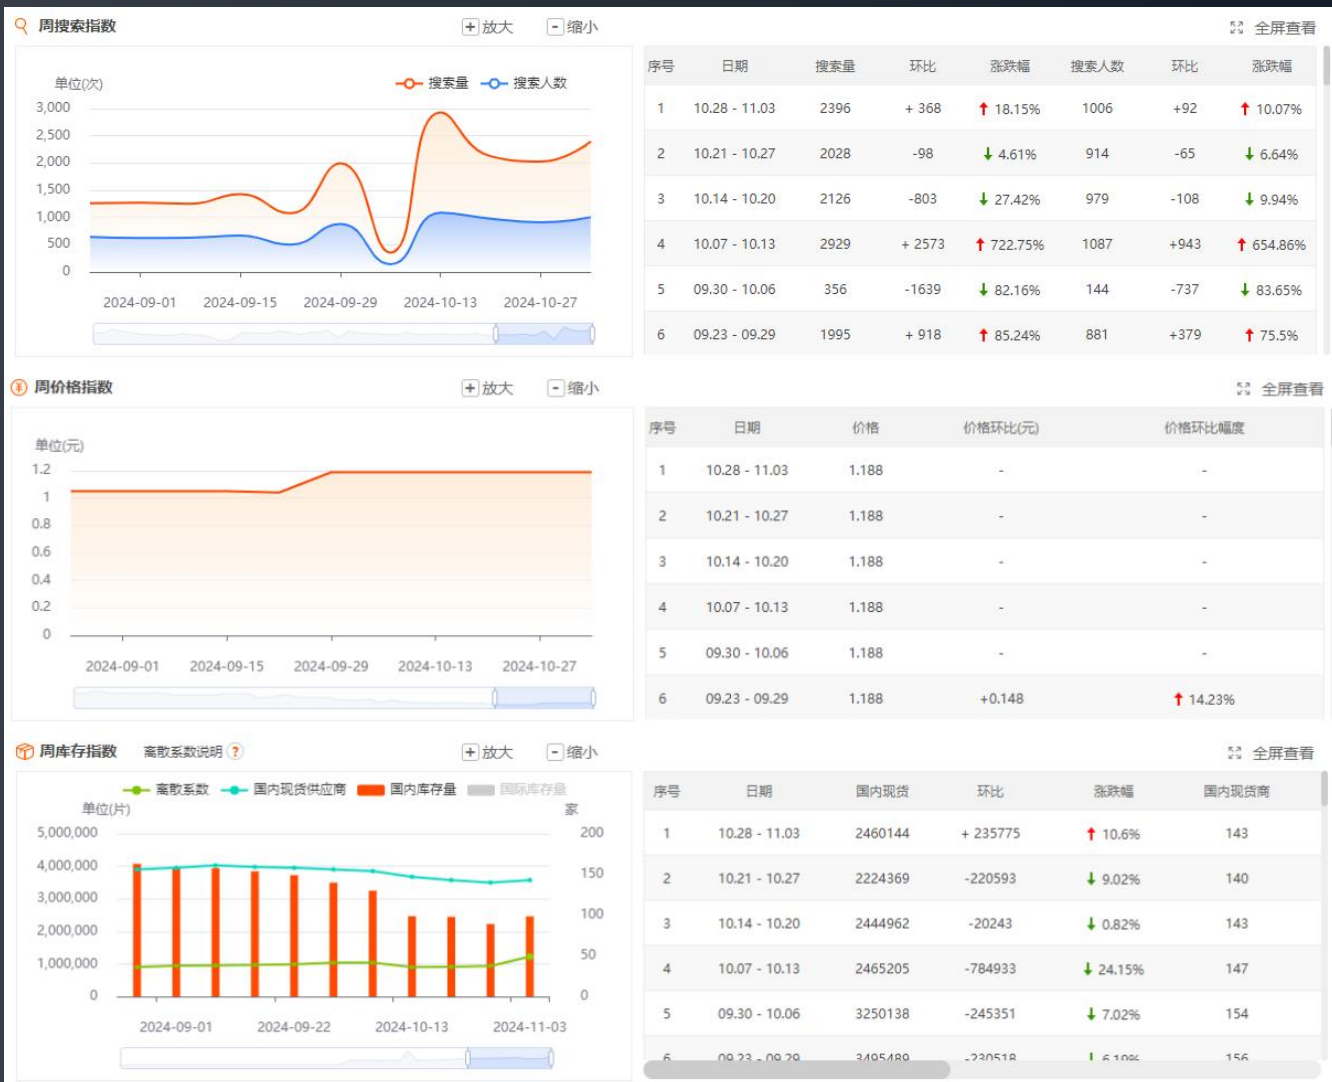 周搜索指数
+放大
-缩小
全屏查看
单位(次)
搜索量 搜索人数
3,000
2,500
2,000
1,500
1,000
500
0
2024-09-01 2024-09-15 2024-09-29 2024-10-13 2024-10-27
序号 日期 搜索量 环比 涨跌幅 搜索人数 环比 涨跌幅
1 10.28 - 11.03 2396 + 368 18.15% 1006 +92 10.07%
2 10.21 - 10.27 2028 -98 4.61% 914 -65 6.64%
3 10.14 - 10.20 2126 -803 27.42% 979 -108 9.94%
4 10.07 - 10.13 2929 + 2573 722.75% 1087 +943 654.86%
5 09.30 - 10.06 356 -1639 82.16% 144 -737 83.65%
6 09.23 - 09.29 1995 + 918 85.24% 881 +379 75.5%
周价格指数
+放大
-缩小
全屏查看
单位(元)
1.2
1
0.8
0.6
0.4
0.2
0
2024-09-01 2024-09-15 2024-09-29 2024-10-13 2024-10-27
序号 日期 价格 价格环比(元) 价格环比幅度
1 10.28 - 11.03 1.188 - -
2 10.21 - 10.27 1.188 - -
3 10.14 - 10.20 1.188 - -
4 10.07 - 10.13 1.188 - -
5 09.30 - 10.06 1.188 - -
6 09.23 - 09.29 1.188 +0.148 14.23%
周库存指数 离散系数说明 ?
+放大
-缩小
全屏查看
离散系数 国内现货供应商 国内库存量 国际库存量
单位(片) 家
5,000,000 200
4,000,000 150
3,000,000
2,000,000 100
1,000,000 50
0 0
2024-09-01 2024-09-22 2024-10-13 2024-11-03
序号 日期 国内现货 环比 涨跌幅 国内现货商
1 10.28 - 11.03 2460144 + 235775 10.6% 143
2 10.21 - 10.27 2224369 -220593 9.02% 140
3 10.14 - 10.20 2444962 -20243 0.82% 143
4 10.07 - 10.13 2465205 -784933 24.15% 147
5 09.30 - 10.06 3250138 -245351 7.02% 154
6 09.23 - 09.29 3495489 -230518 6.19% 156